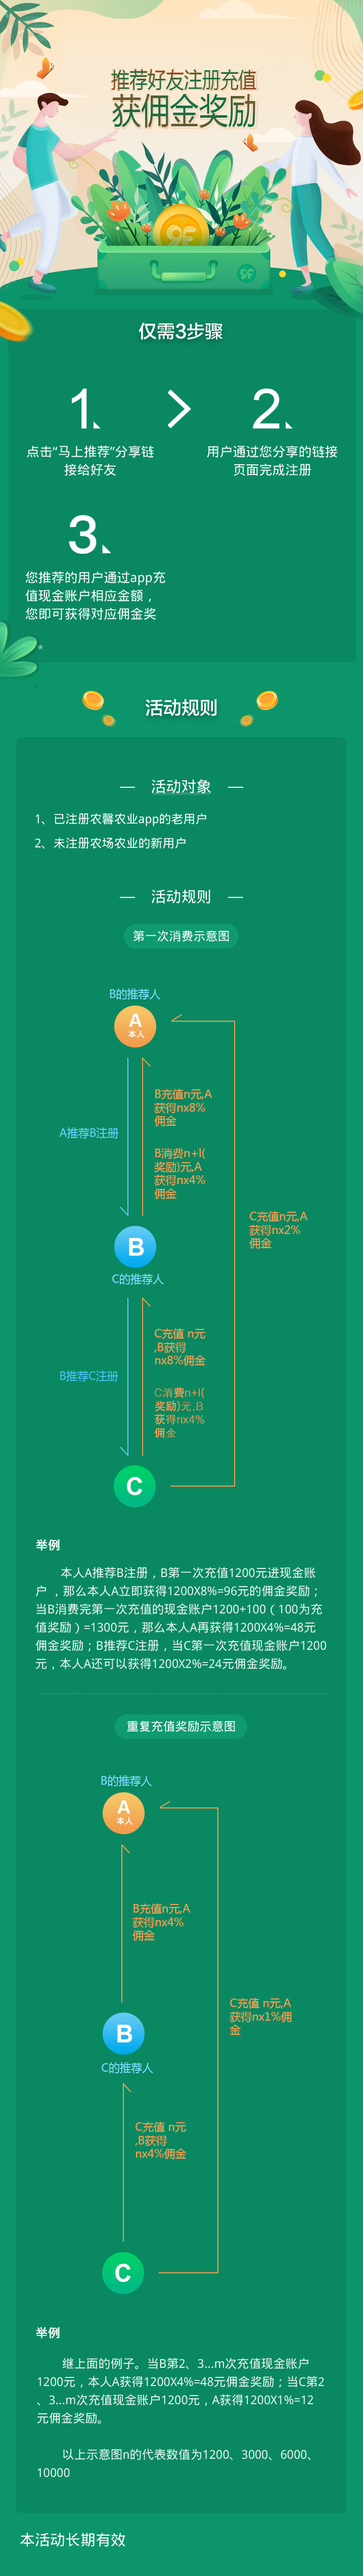 推荐好友注册充值
获佣金奖励
仅需3步骤
1、
2、
点击“马上推荐”分享链
接给好友
用户通过您分享的链接
页面完成注册
3、
您推荐的用户通过app充
值现金账户相应金额，
您即可获得对应佣金奖
*
活动规则
— 活动对象 —
1、已注册农馨农业app的老用户
2、未注册农场农业的新用户
— 活动规则 —
第一次消费示意图
B的推荐人
A
本人
B充值n元,A
获得nx8%
佣金
A推荐B注册
B消费n+I(
奖励)元,A
获得nx4%
佣金
C充值n元,A
获得nx2%
佣金
B
C的推荐人
C充值 n元
,B获得
nx8%佣金
B推荐C注册
C消费n+I(
奖励)元,B
获得nx4%
佣金
C
举例
本人A推荐B注册，B第一次充值1200元进现金账
户 ，那么本人A立即获得1200X8%=96元的佣金奖励；
当B消费完第一次充值的现金账户1200+100（100为充
值奖励）=1300元，那么本人A再获得1200X4%=48元
佣金奖励；B推荐C注册，当C第一次充值现金账户1200
元，本人A还可以获得1200X2%=24元佣金奖励。
重复充值奖励示意图
B的推荐人
A
本人
B充值n元,A
获得nx4%
佣金
C充值 n元,A
获得nx1%佣
金
B
C的推荐人
C充值 n元
,B获得
nx4%佣金
C
举例
继上面的例子。当B第2、3...m次充值现金账户
1200元，本人A获得1200X4%=48元佣金奖励；当C第2
、3...m次充值现金账户1200元，A获得1200X1%=12
元佣金奖励。
以上示意图n的代表数值为1200、3000、6000、
10000
本活动长期有效